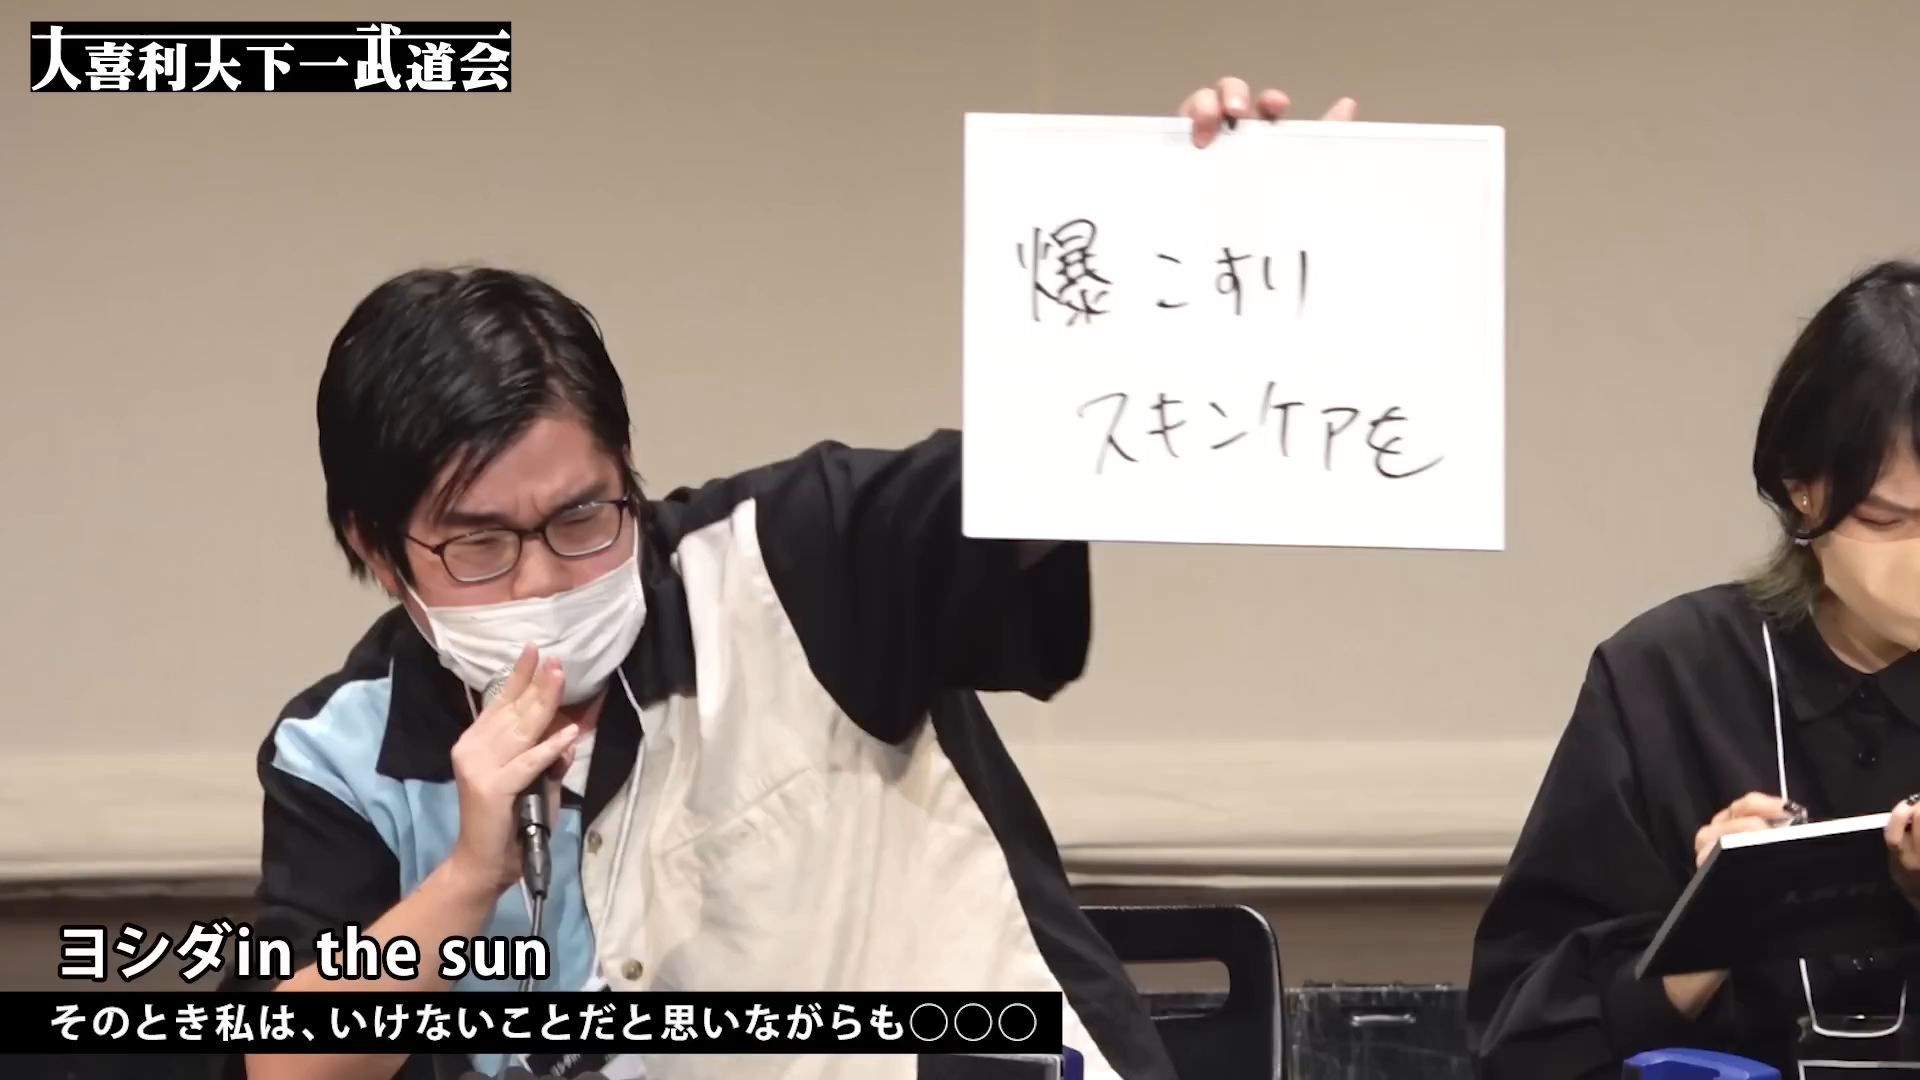 大喜利天下一武道会
爆こすり
スキンケアを
ヨシダin the sun
そのとき私は、いけないことだと思いながらも○○○